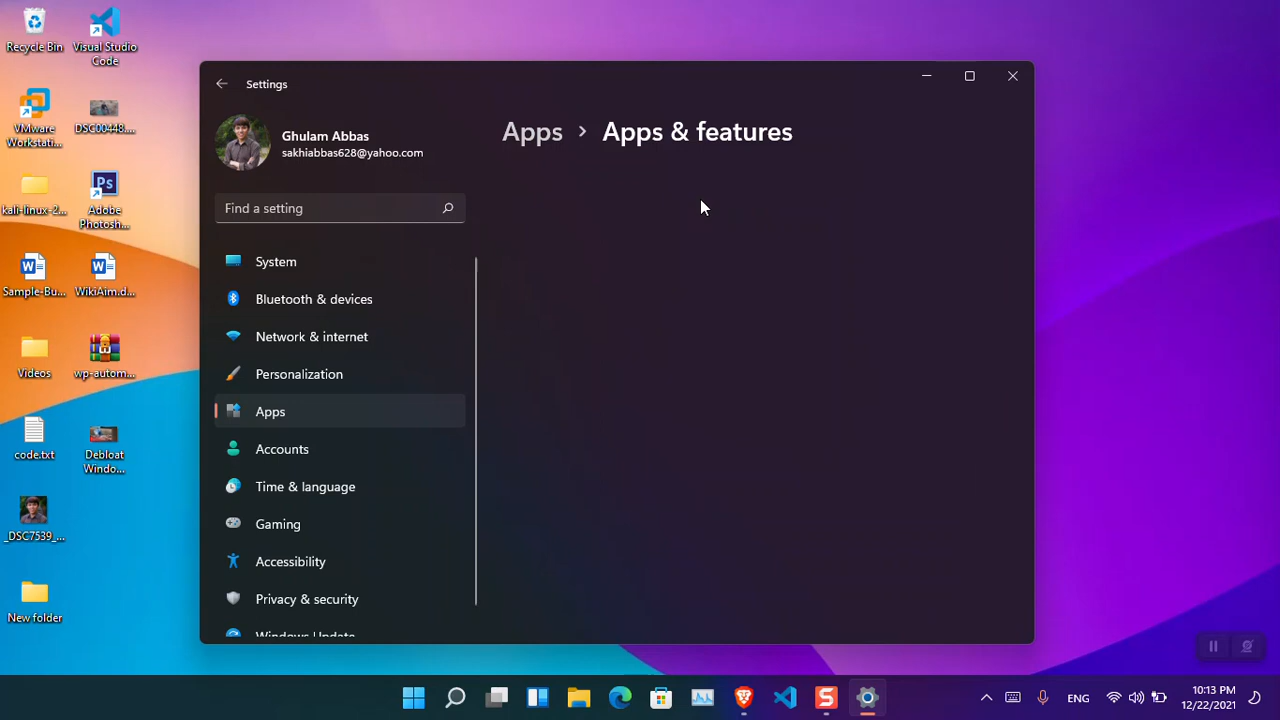 Recycle Bin
Visual Studio
Code
VMware
Workstati...
DSC00448....
kali-linux-2...
Adobe
Photosh...
Sample-Bu...
WikiAim.d...
Videos
wp-autom...
code.txt
Debloat
Windo...
_DSC7539_...
New folder
Settings
Ghulam Abbas
sakhiabbas628@yahoo.com
Find a setting
System
Bluetooth & devices
Network & internet
Personalization
Apps
Accounts
Time & language
Gaming
Accessibility
Privacy & security
Windows Update
Apps > Apps & features
ENG
10:13 PM
12/22/2021